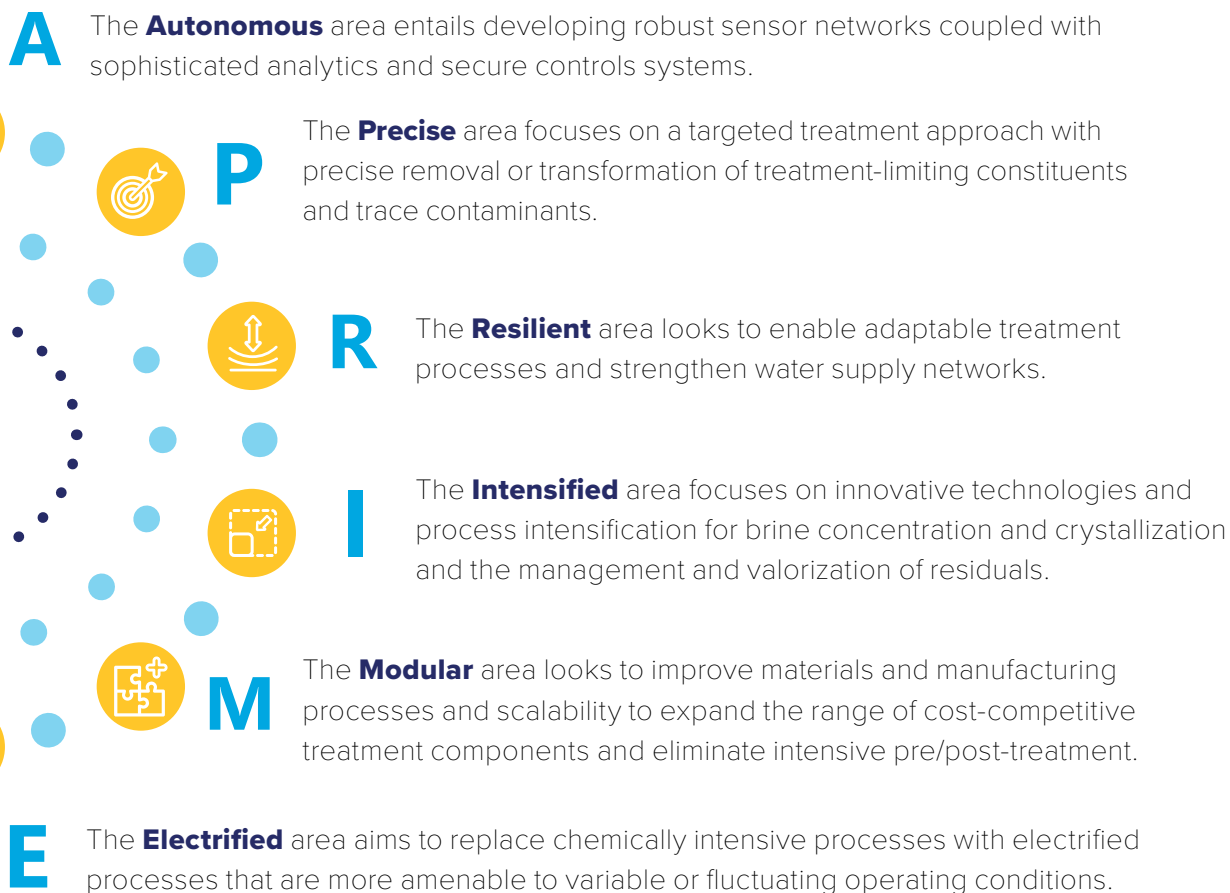 A
The Autonomous area entails developing robust sensor networks coupled with
sophisticated analytics and secure controls systems.
P
The Precise area focuses on a targeted treatment approach with
precise removal or transformation of treatment-limiting constituents
and trace contaminants.
R
The Resilient area looks to enable adaptable treatment
processes and strengthen water supply networks.
I
The Intensified area focuses on innovative technologies and
process intensification for brine concentration and crystallization
and the management and valorization of residuals.
M
The Modular area looks to improve materials and manufacturing
processes and scalability to expand the range of cost-competitive
treatment components and eliminate intensive pre/post-treatment.
E
The Electrified area aims to replace chemically intensive processes with electrified
processes that are more amenable to variable or fluctuating operating conditions.